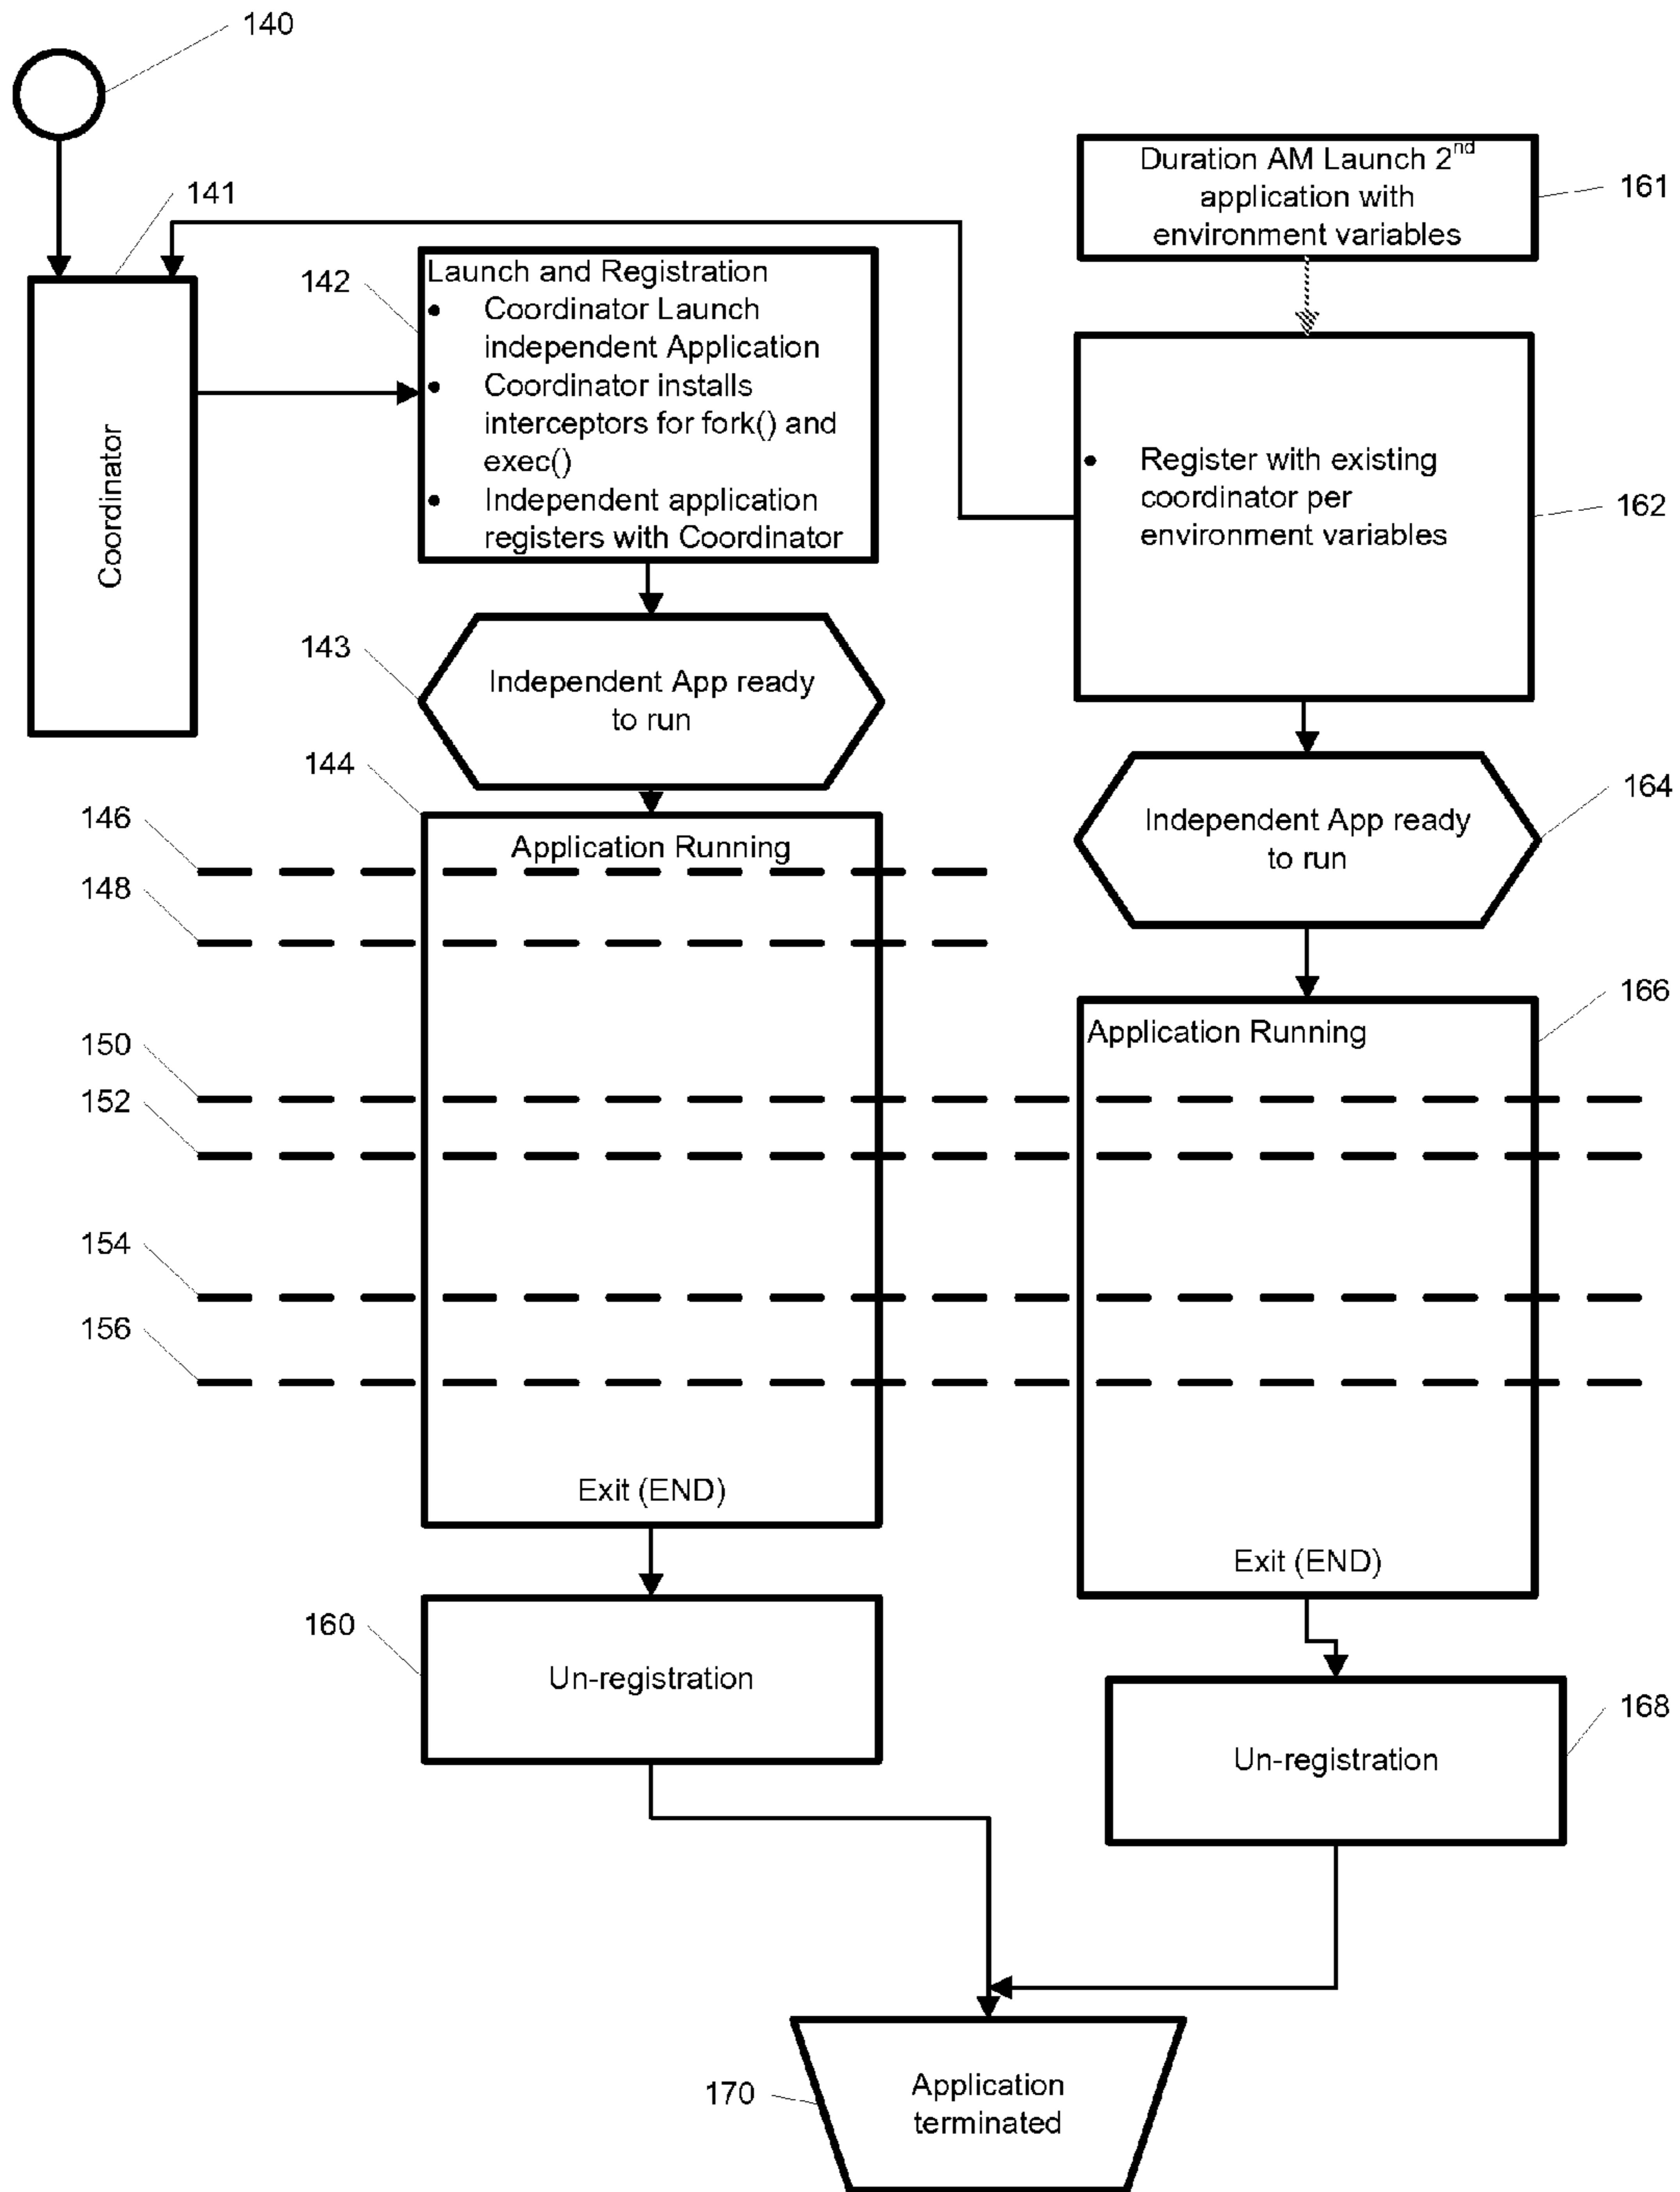 140
141
Coordinator
142
Launch and Registration
• Coordinator Launch
independent Application
• Coordinator installs
interceptors for fork() and
exec()
• Independent application
registers with Coordinator
Duration AM Launch 2nd
application with
environment variables
161
• Register with existing
coordinator per
environment variables
162
143
Independent App ready
to run
144
Application Running
146
148
150
152
154
156
Exit (END)
Independent App ready
to run
164
Application Running
166
Exit (END)
160
Un-registration
Un-registration
168
170
Application
terminated